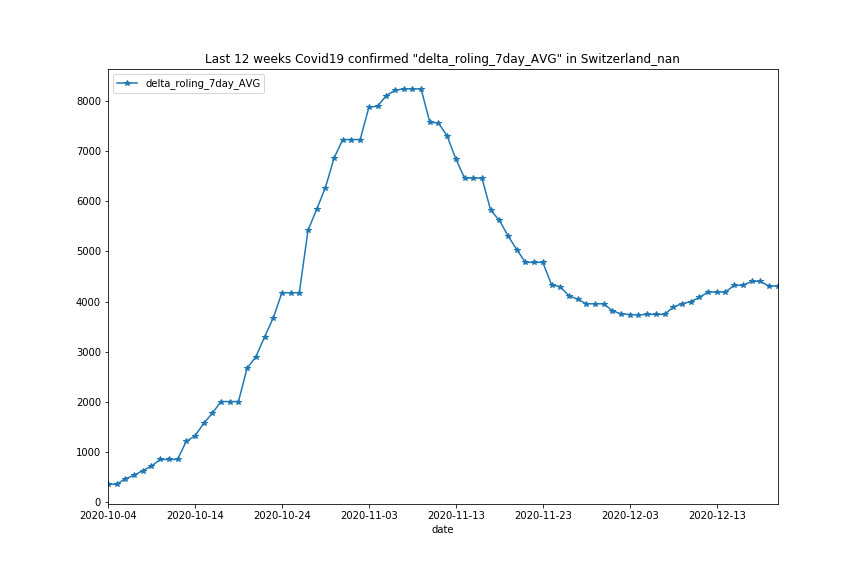 Last 12 weeks Covid19 confirmed "delta_roling_7day_AVG" in Switzerland_nan
delta_roling_7day_AVG
8000
7000
6000
5000
4000
3000
2000
1000
0
2020-10-04 2020-10-14 2020-10-24 2020-11-03 2020-11-13 2020-11-23 2020-12-03 2020-12-13
date